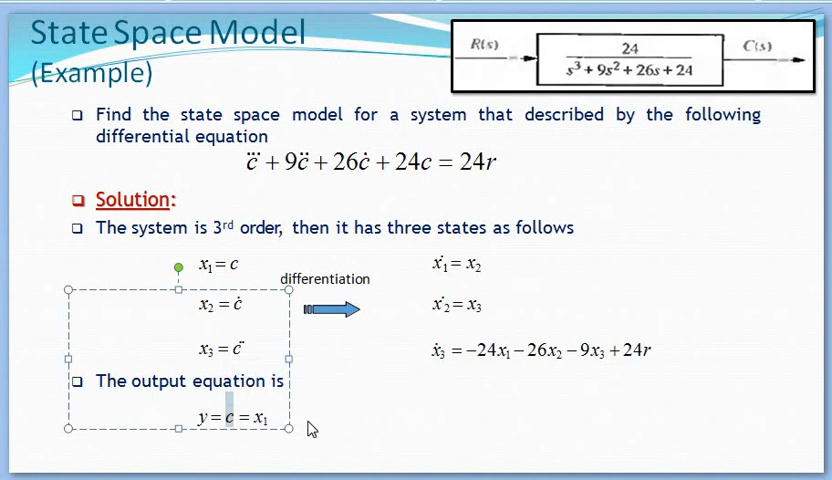 State Space Model
(Example)
R(s)
24
s³ + 9s² + 26s + 24
C(s)
❑ Find the state space model for a system that described by the following
differential equation
c⃛ + 9c̈ + 26ċ + 24c = 24r
❑ Solution:
❑ The system is 3rd order, then it has three states as follows
x₁ = c
ẋ₁ = x₂
differentiation
x₂ = ċ
ẋ₂ = x₃
x₃ = c̈
ẋ₃ = −24x₁ − 26x₂ − 9x₃ + 24r
❑ The output equation is
y = c = x₁